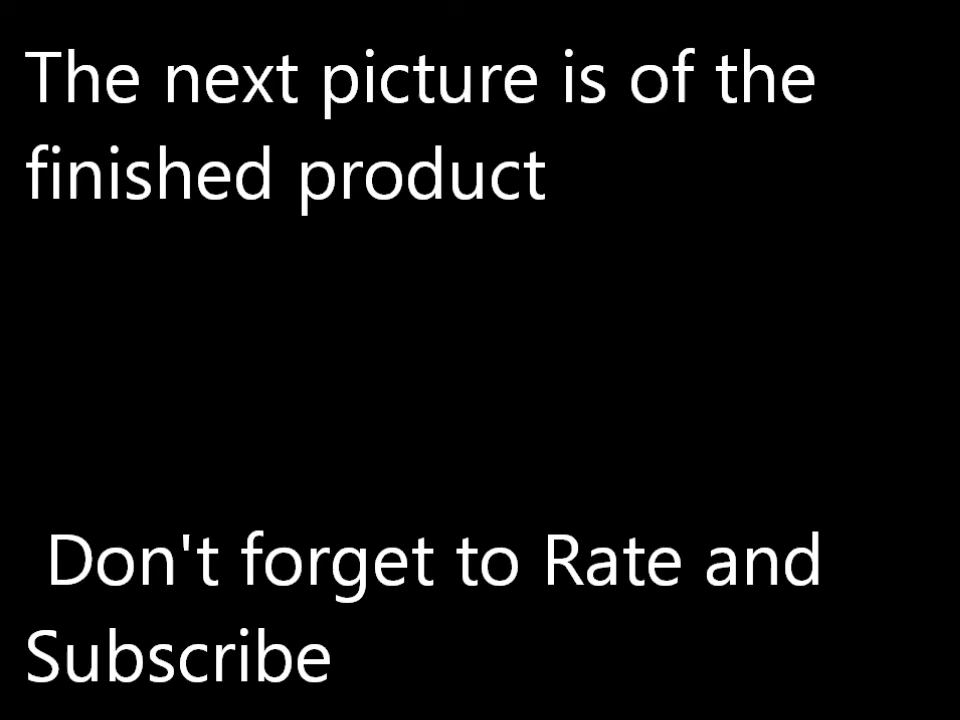 The next picture is of the
finished product
Don't forget to Rate and
Subscribe